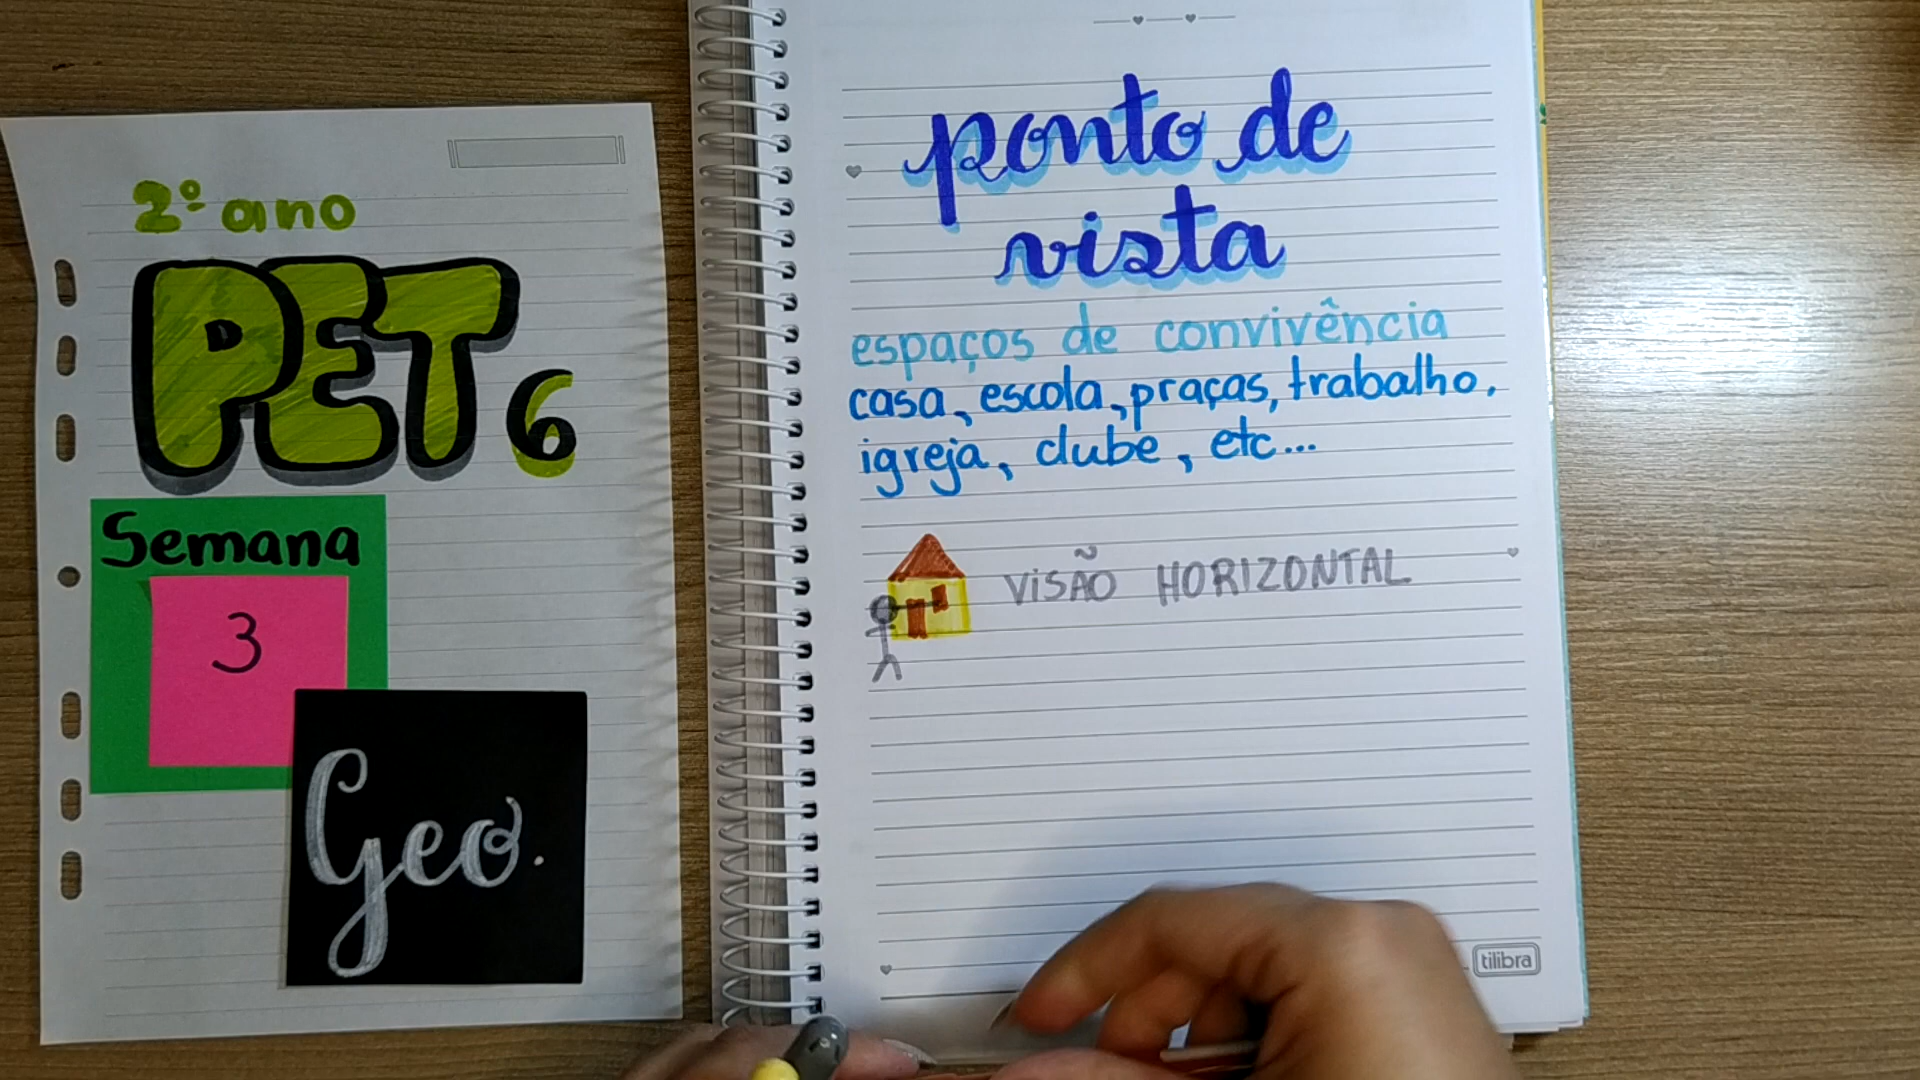 2º ano
PET 6
Semana
3
Geo.
ponto de
vista
espaços de convivência
casa, escola, praças, trabalho,
igreja, clube, etc...
VISÃO HORIZONTAL
tilibra